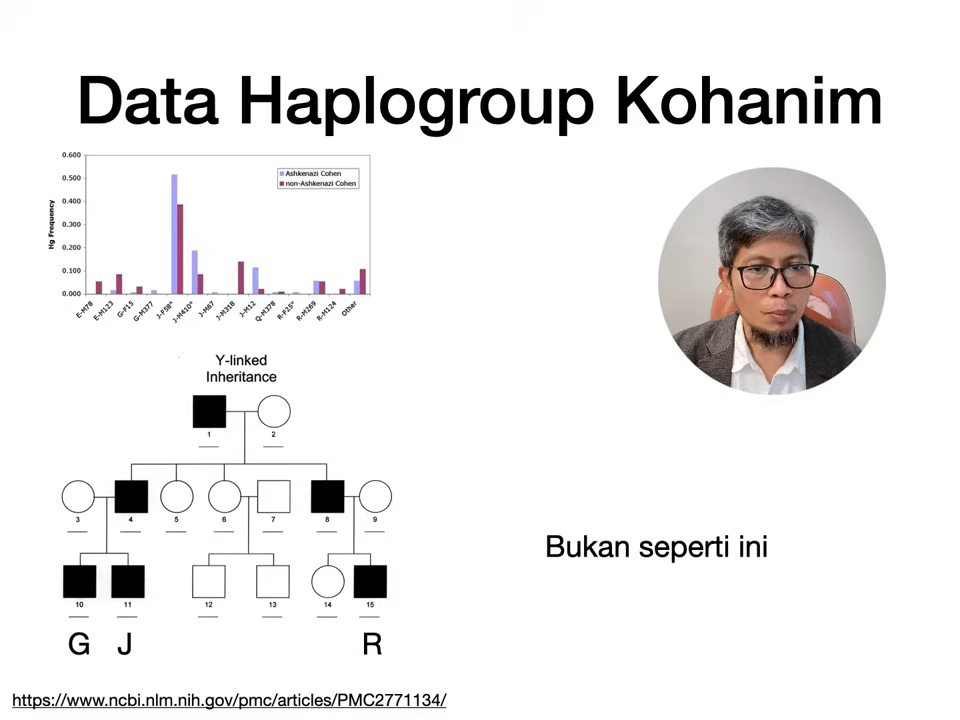 Data Haplogroup Kohanim
0.600
0.500
0.400
0.300
0.200
0.100
0.000
Hg Frequency
Ashkenazi Cohen
non-Ashkenazi Cohen
E-M78
E-M123
G-P15
G-M377
J-P58*
J-M410*
J-M67
J-M318
J-M12
Q-M378
R-P25*
R-M269
R-M124
Other
Y-linked
Inheritance
1 2
3 4 5 6 7 8 9
10 11 12 13 14 15
G J R
Bukan seperti ini
https://www.ncbi.nlm.nih.gov/pmc/articles/PMC2771134/